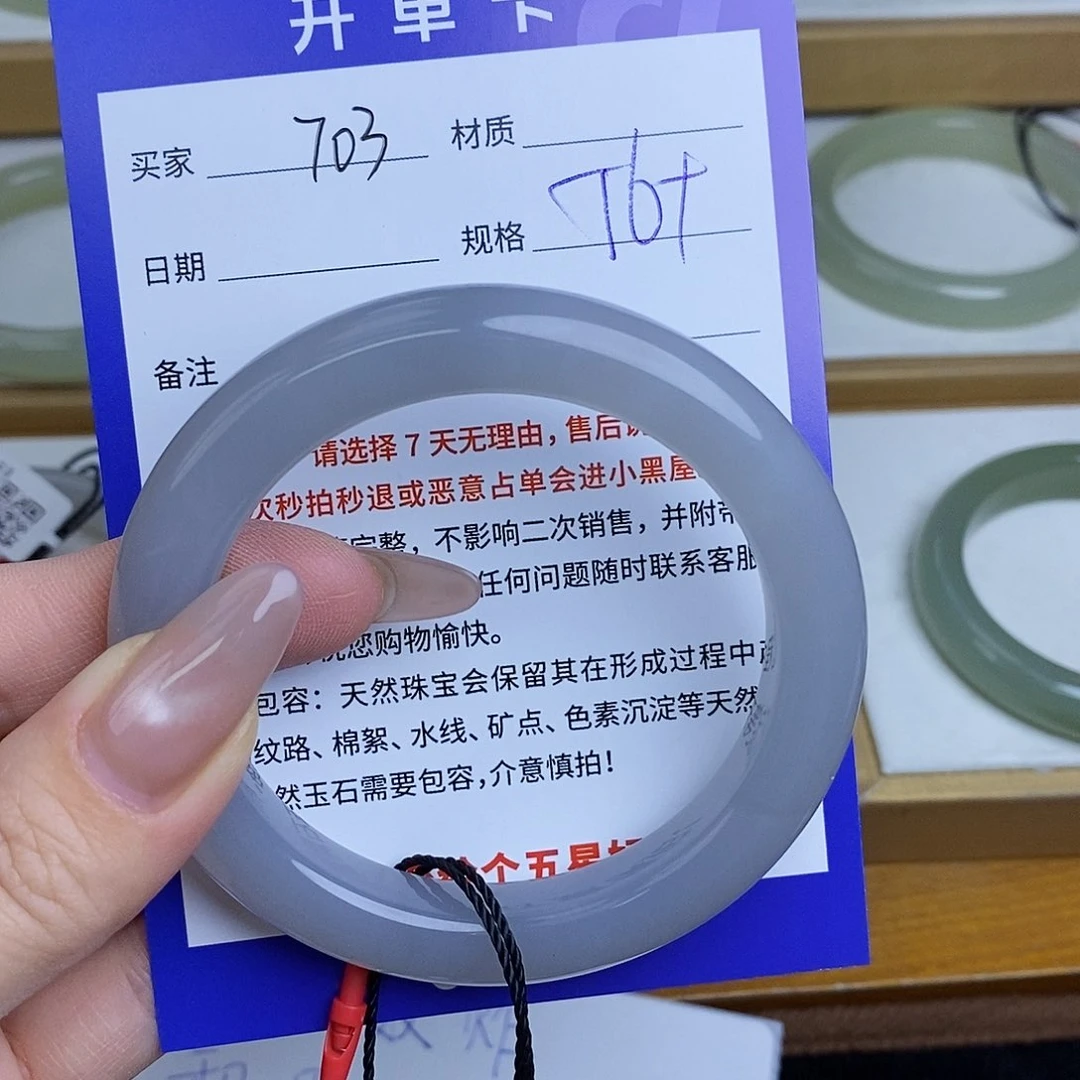 开单卡
买家 703 材质
日期 规格 T6T
备注
请选择7天无理由，售后
次秒拍秒退或恶意占单会进小黑屋
完整，不影响二次销售，并附带
任何问题随时联系客服
祝您购物愉快。
包容：天然珠宝会保留其在形成过程中
纹路、棉絮、水线、矿点、色素沉淀等天然
然玉石需要包容，介意慎拍！
个五星